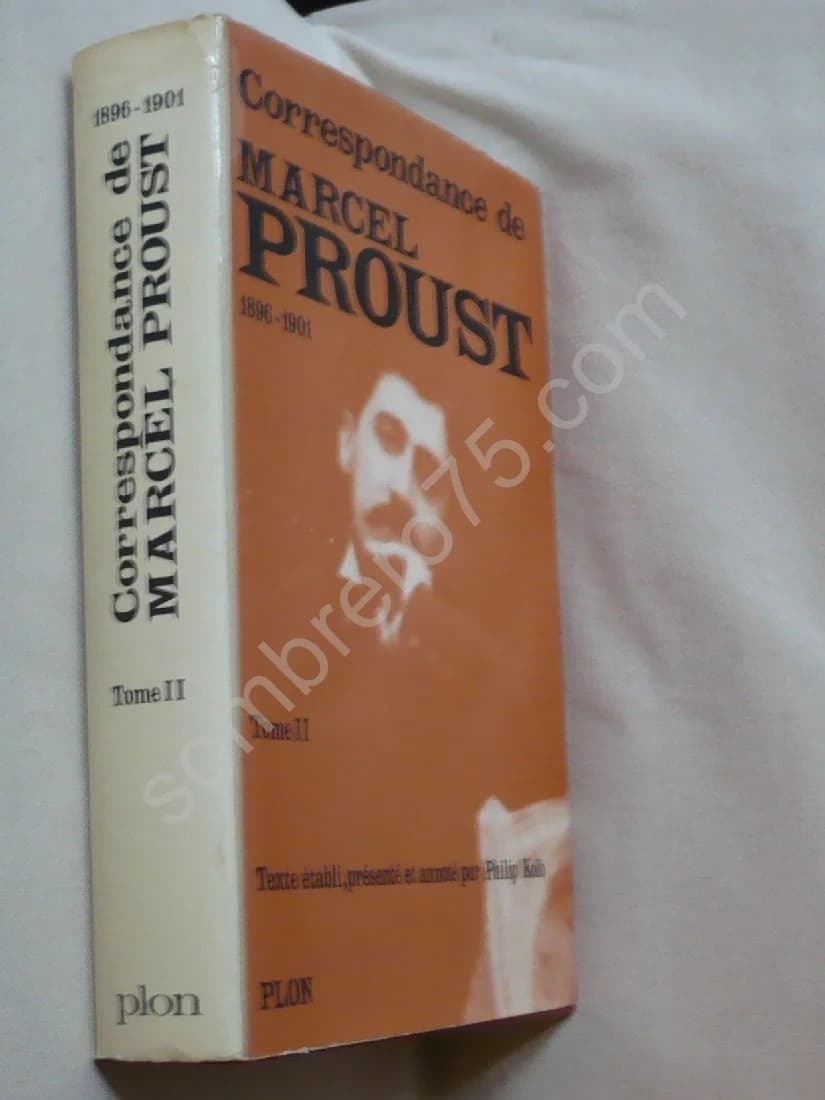 1896-1901
Correspondance de
MARCEL PROUST
Tome II
plon
Correspondance de
MARCEL
PROUST
1896-1901
Tome II
Texte établi, présenté et annoté par Philip Kolb
PLON
sombrero75.com